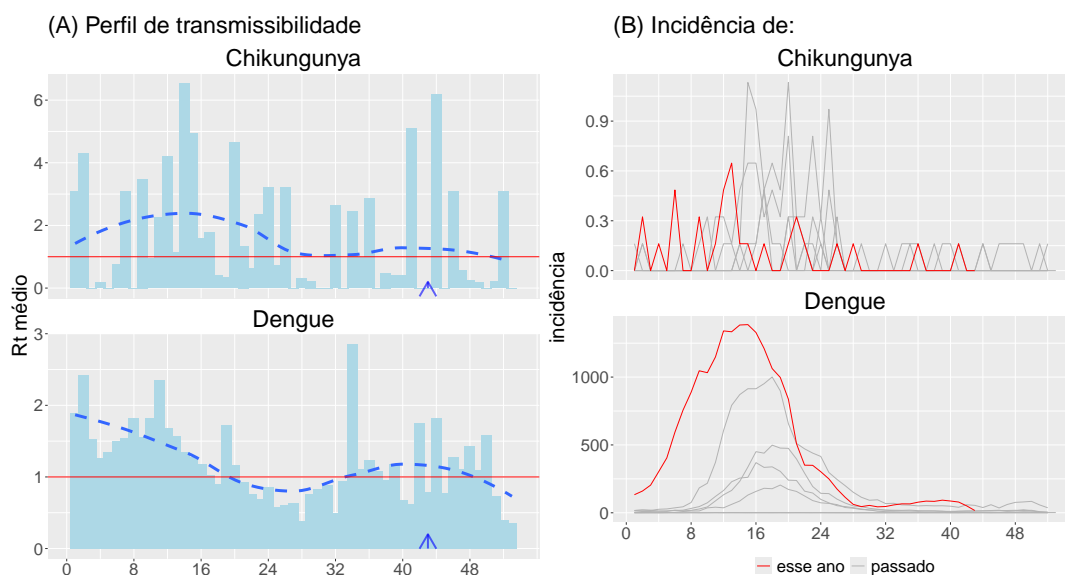 (A) Perfil de transmissibilidade
Chikungunya
6
4
2
0
Dengue
3
2
1
0
0 8 16 24 32 40 48
Rt médio
(B) Incidência de:
Chikungunya
0.9
0.6
0.3
0.0
Dengue
1000
500
0
0 8 16 24 32 40 48
incidência
esse ano passado